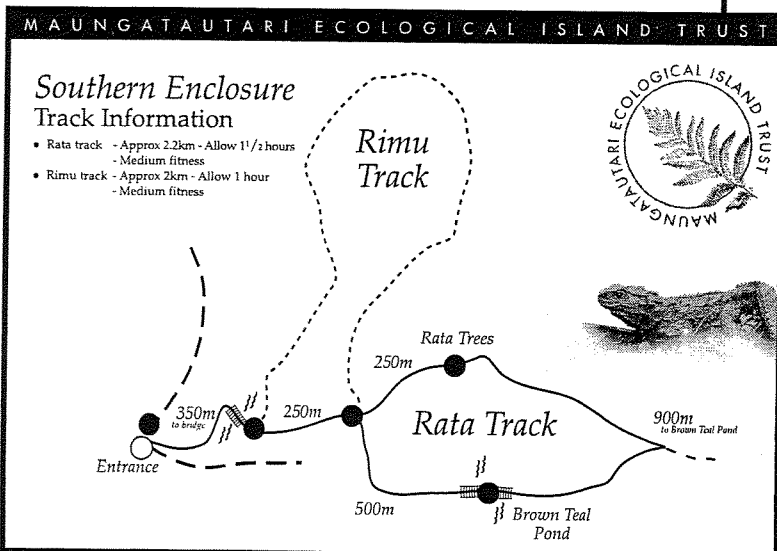 MAUNGATAUTARI ECOLOGICAL ISLAND TRUST
Southern Enclosure
Track Information
• Rata track - Approx 2.2km - Allow 1 1/2 hours
- Medium fitness
• Rimu track - Approx 2km - Allow 1 hour
- Medium fitness
Rimu
Track
MAUNGATAUTARI ECOLOGICAL ISLAND TRUST
Rata Trees
250m
350m
to bridge
250m
Rata Track
900m
to Brown Teal Pond
Entrance
500m
Brown Teal
Pond